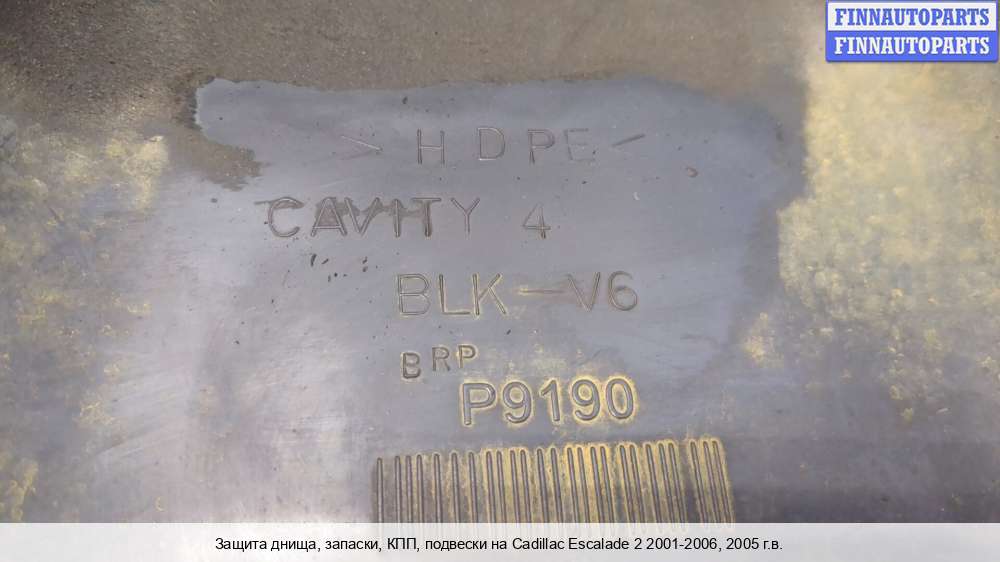 FINNAUTOPARTS
FINNAUTOPARTS
> HDPE <
CAVITY 4
BLK-V6
BRP
P9190
Защита днища, запаски, КПП, подвески на Cadillac Escalade 2 2001-2006, 2005 г.в.